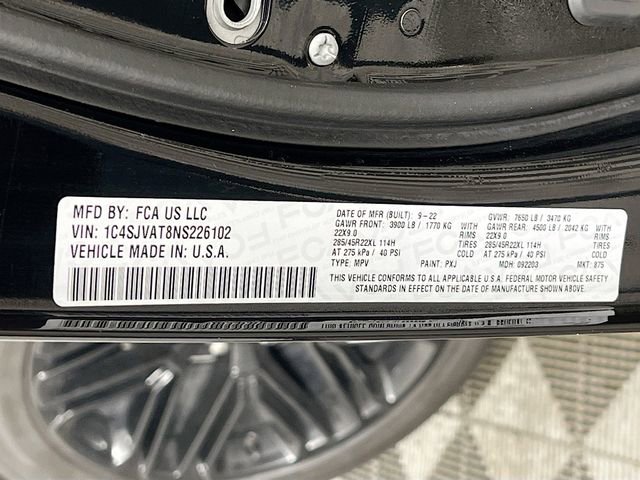 MFD BY: FCA US LLC
VIN: 1C4SJVAT8NS226102
VEHICLE MADE IN: U.S.A.
DATE OF MFR (BUILT): 9-22 GVWR: 7650 LB / 3470 KG
GAWR FRONT: 3900 LB / 1770 KG WITH GAWR REAR: 4500 LB / 2042 KG WITH
22X9.0 RIMS 22X9.0 RIMS
285/45R22XL 114H TIRES 285/45R22XL 114H TIRES
AT 275 kPa / 40 PSI COLD AT 275 kPa / 40 PSI COLD
TYPE: MPV PAINT: PXJ MDH: 092203 MKT: 875
THIS VEHICLE CONFORMS TO ALL APPLICABLE U.S.A. FEDERAL MOTOR VEHICLE SAFETY
STANDARDS IN EFFECT ON THE DATE OF MANUFACTURE SHOWN ABOVE.